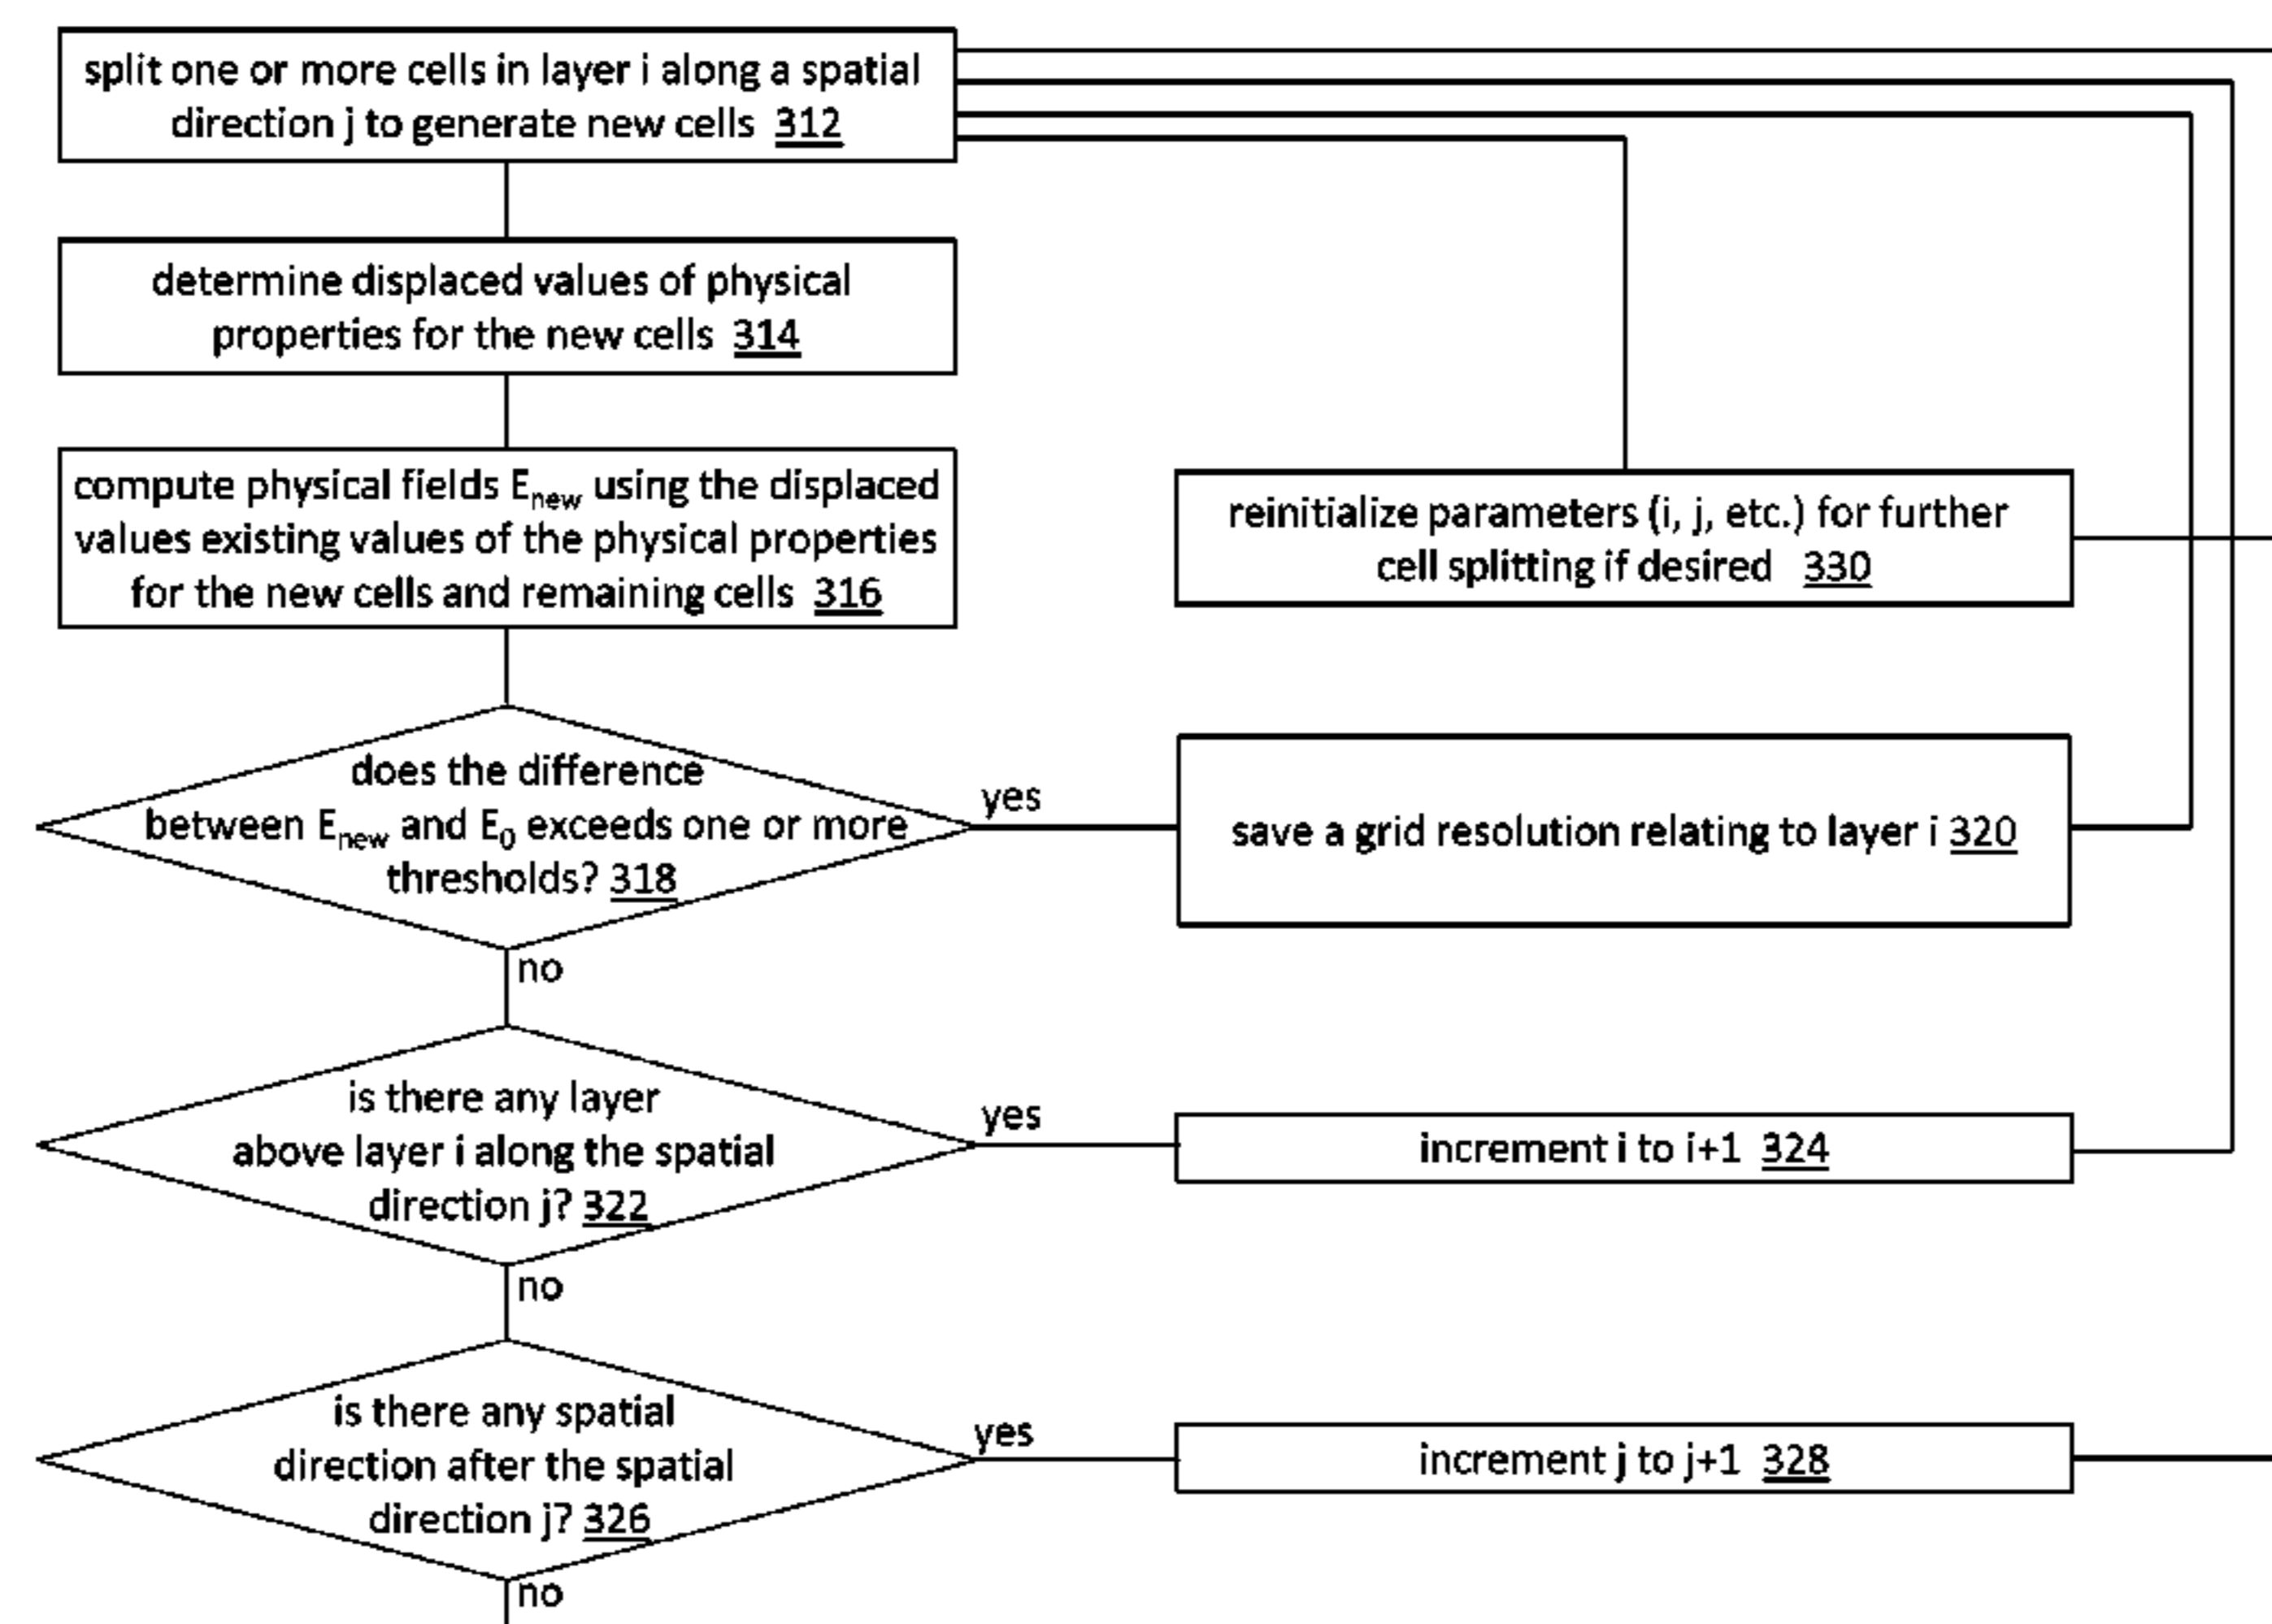 split one or more cells in layer i along a spatial
direction j to generate new cells 312
determine displaced values of physical
properties for the new cells 314
compute physical fields Enew using the displaced
values existing values of the physical properties
for the new cells and remaining cells 316
reinitialize parameters (i, j, etc.) for further
cell splitting if desired 330
does the difference
between Enew and E0 exceeds one or more
thresholds? 318
yes
save a grid resolution relating to layer i 320
no
is there any layer
above layer i along the spatial
direction j? 322
yes
increment i to i+1 324
no
is there any spatial
direction after the spatial
direction j? 326
yes
increment j to j+1 328
no